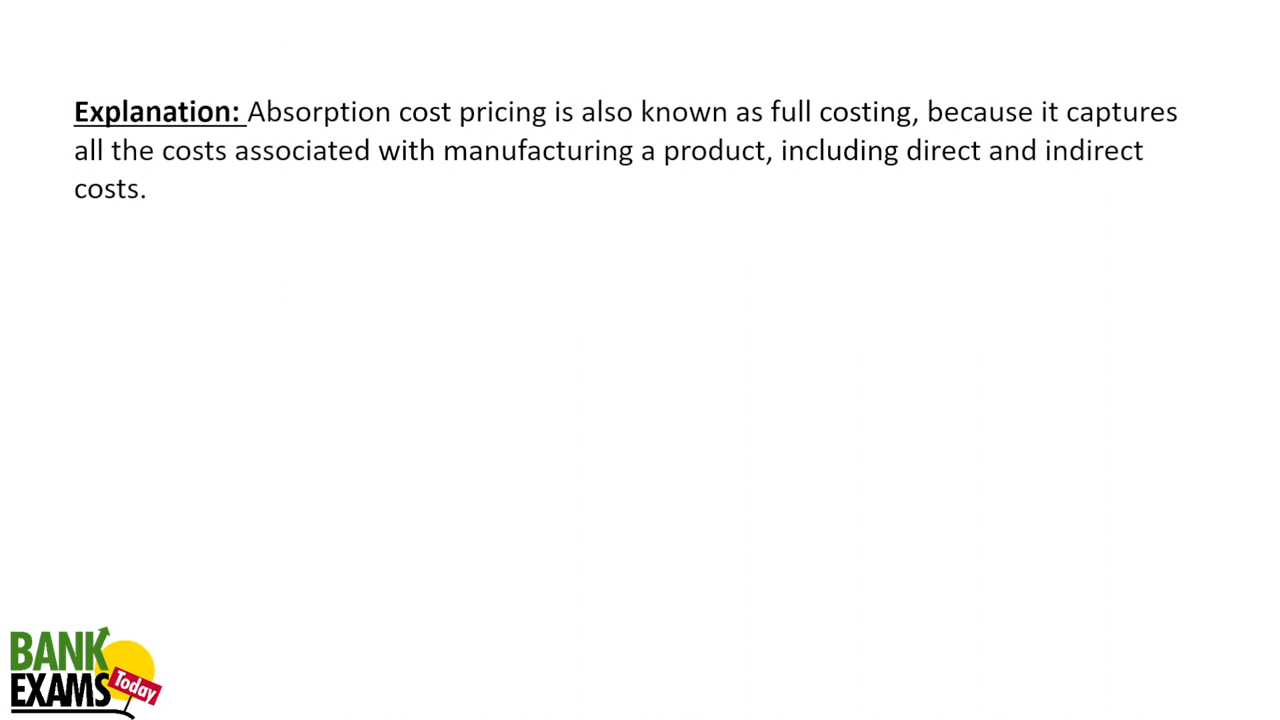 Explanation: Absorption cost pricing is also known as full costing, because it captures
all the costs associated with manufacturing a product, including direct and indirect
costs.
BANK
EXAMS Today